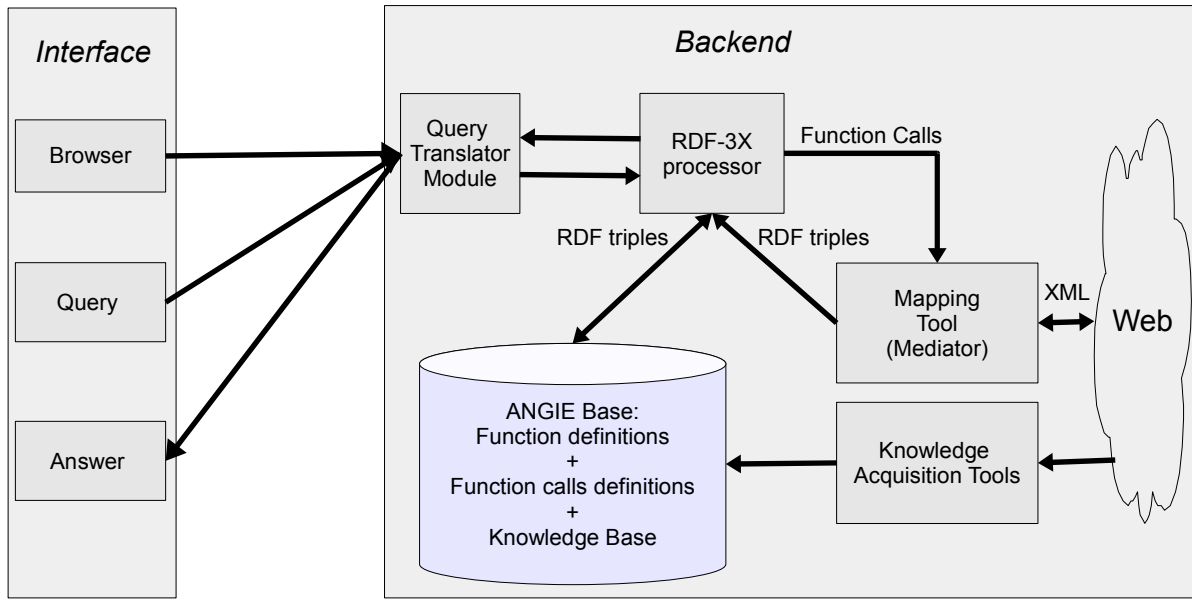 Interface
Browser
Query
Answer
Backend
Query
Translator
Module
RDF-3X
processor
Function Calls
RDF triples
RDF triples
Mapping
Tool
(Mediator)
XML
Web
ANGIE Base:
Function definitions
+
Function calls definitions
+
Knowledge Base
Knowledge
Acquisition Tools